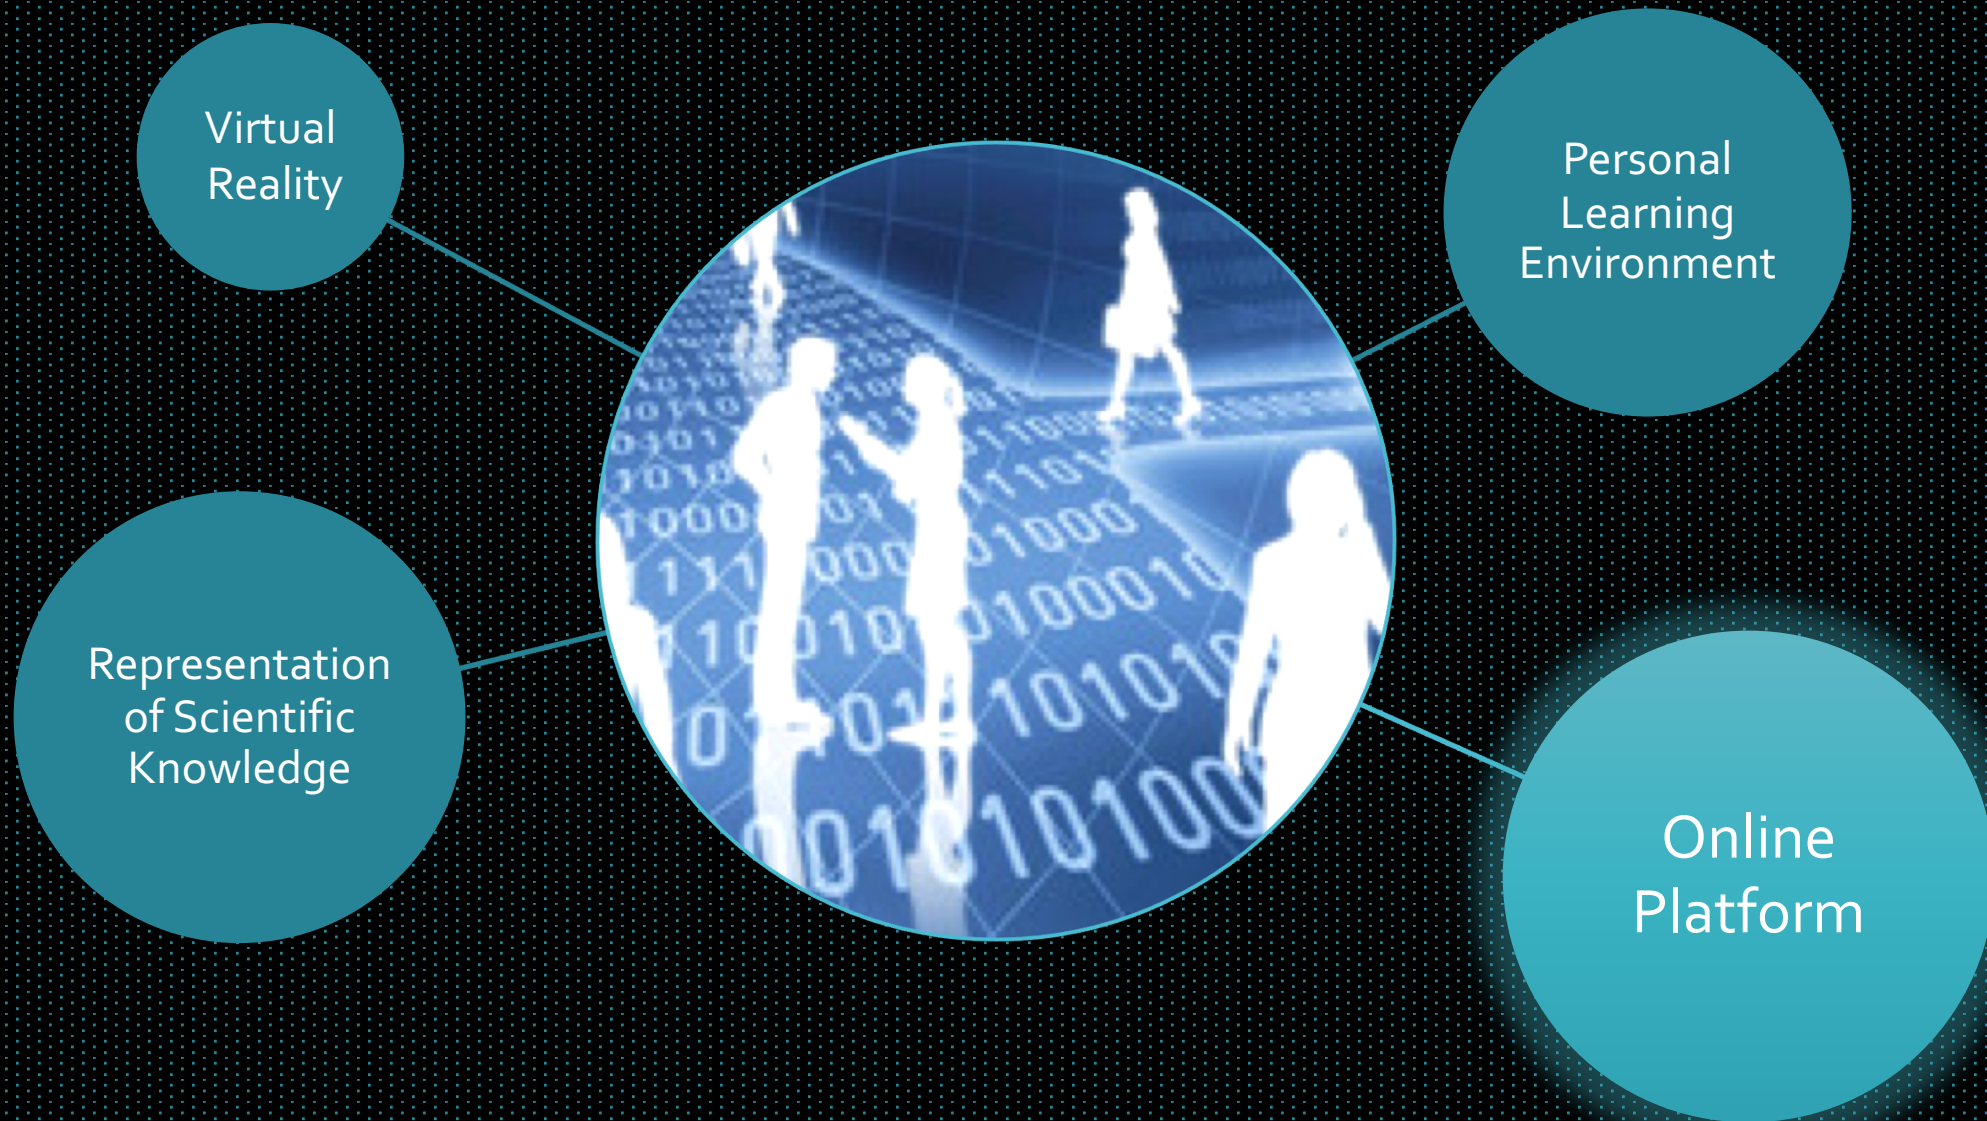 Virtual
Reality
Personal
Learning
Environment
Representation
of Scientific
Knowledge
Online
Platform